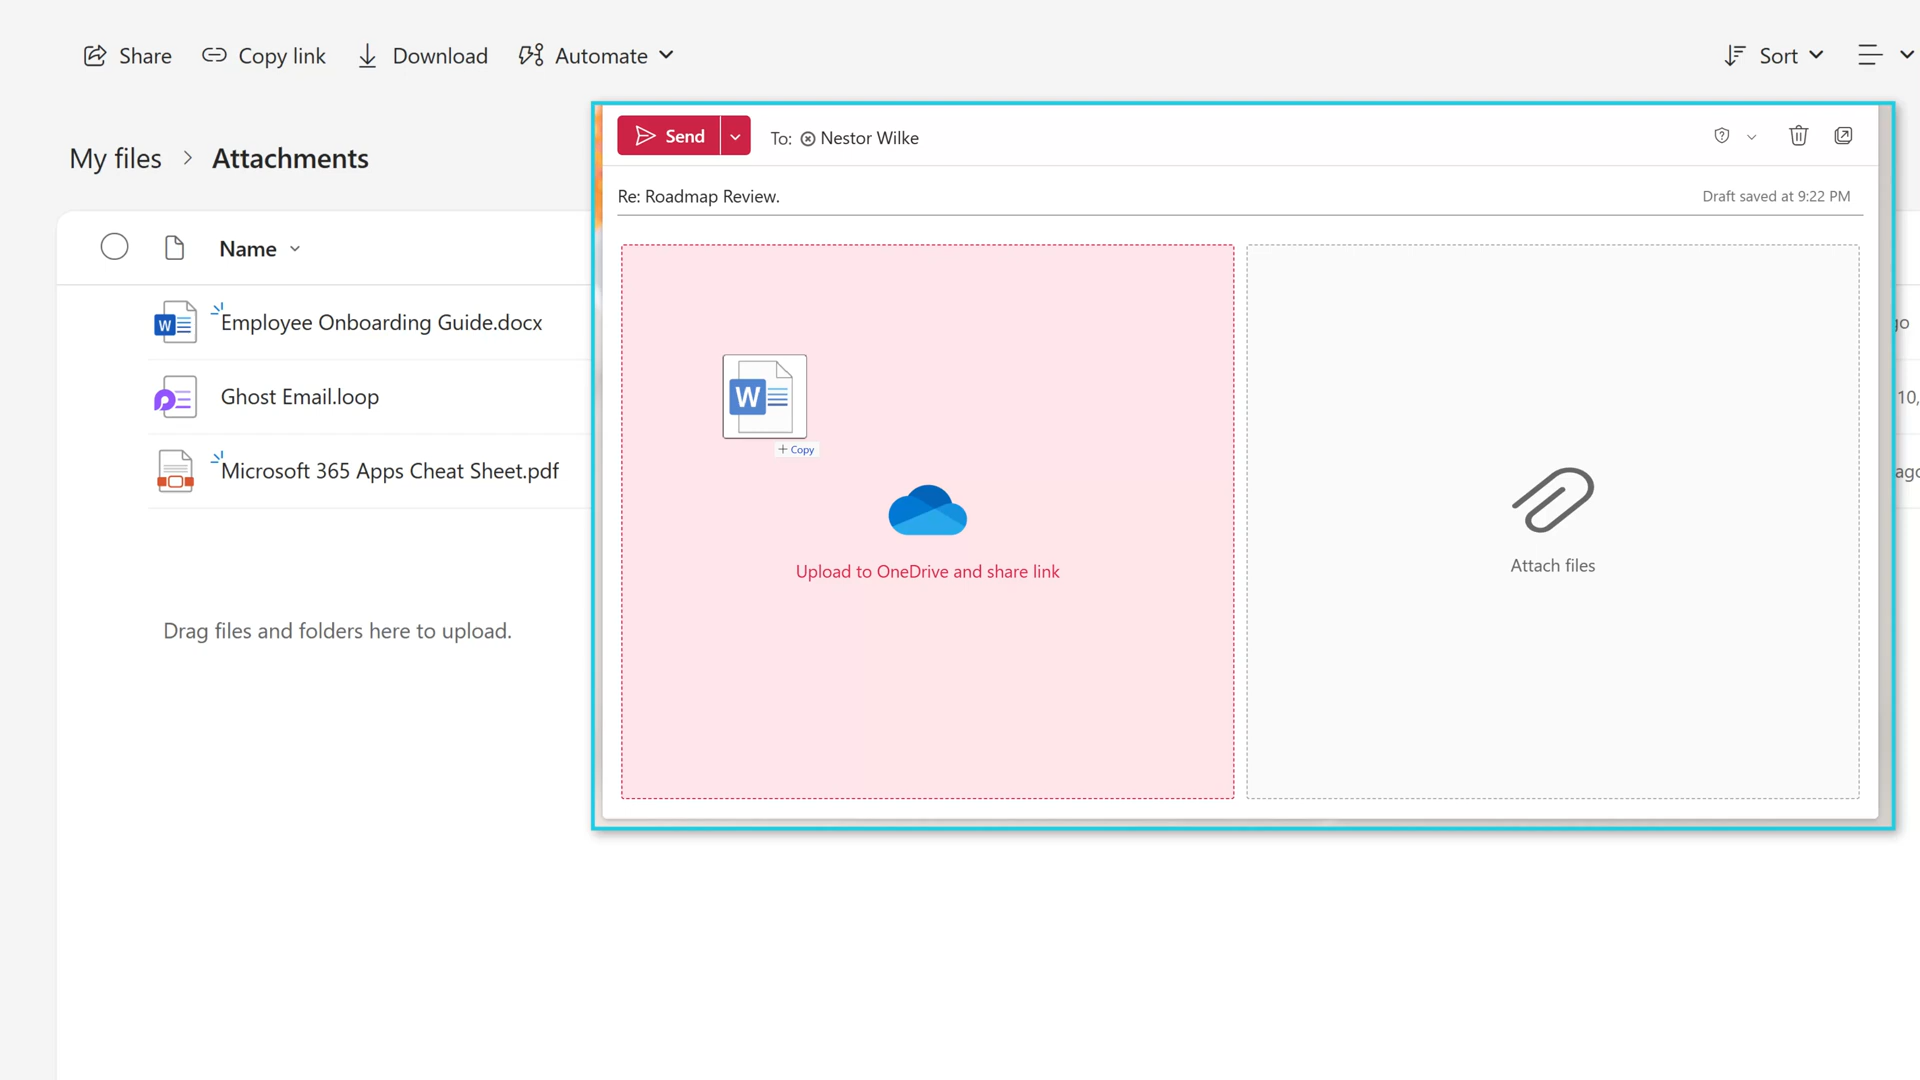 Share Copy link Download Automate Sort
Send To: Nestor Wilke
My files > Attachments
Re: Roadmap Review. Draft saved at 9:22 PM
Name
Employee Onboarding Guide.docx
Ghost Email.loop
10,
W
+ Copy
Microsoft 365 Apps Cheat Sheet.pdf
ago
Upload to OneDrive and share link
Attach files
Drag files and folders here to upload.